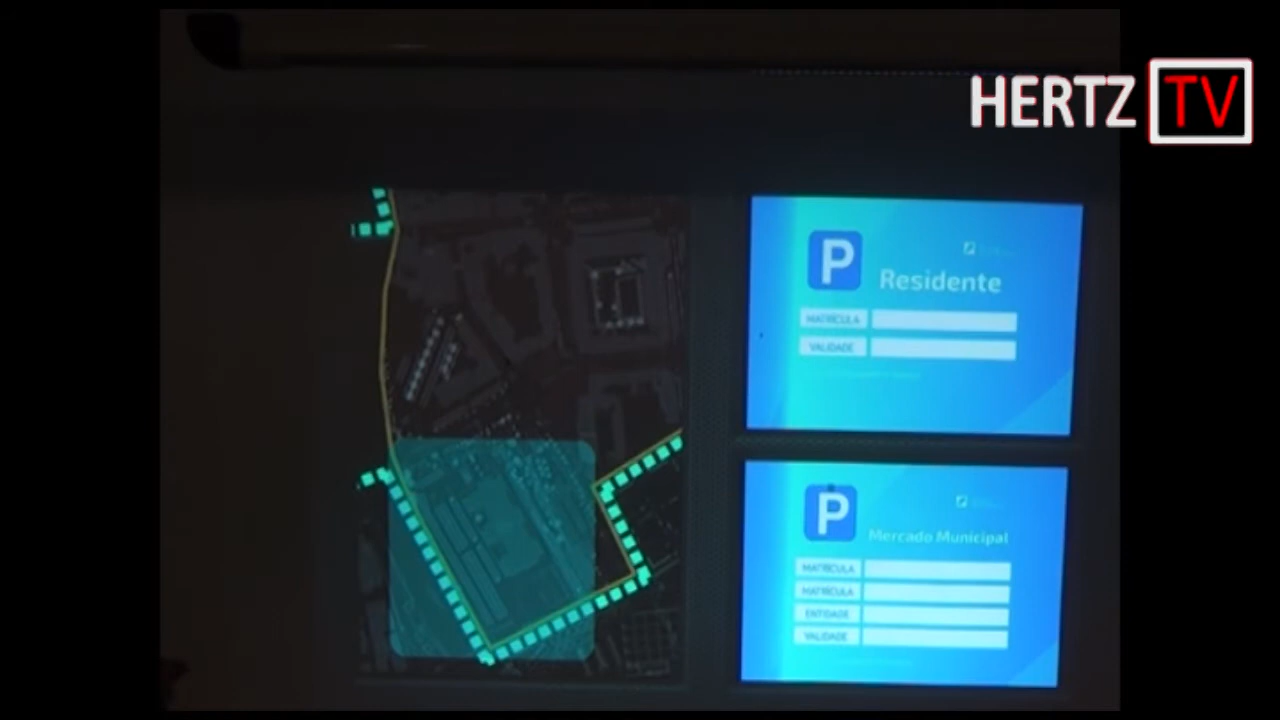 HERTZ TV
P
Residente
MATRÍCULA
VALIDADE
P
Mercado Municipal
MATRÍCULA
MATRÍCULA
ENTIDADE
VALIDADE